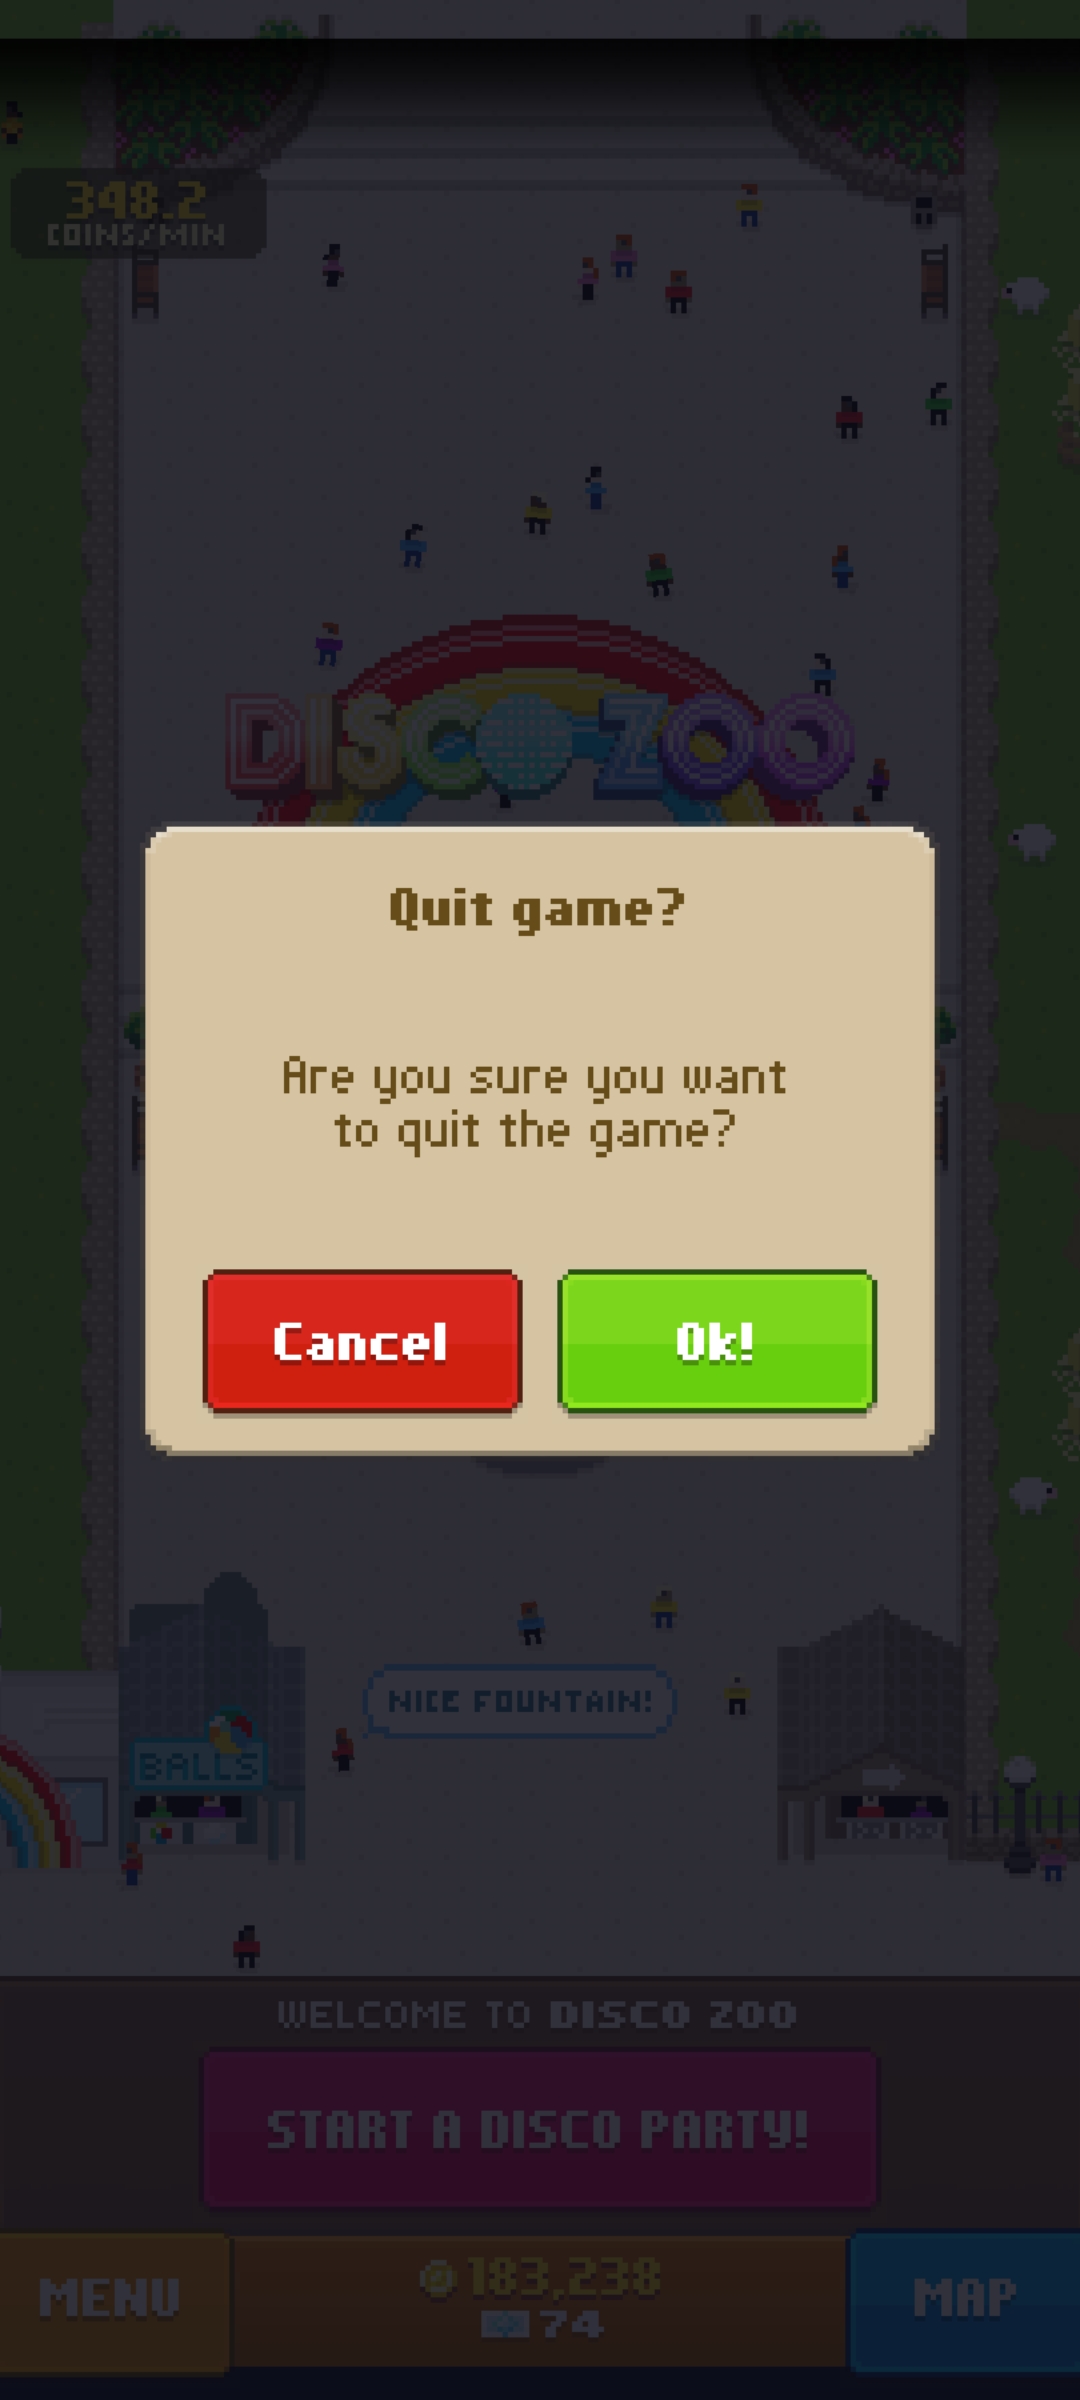 348.2
COINS/MIN
DISCO ZOO
Quit game?
Are you sure you want
to quit the game?
Cancel
Ok!
NICE FOUNTAIN!
BALLS
WELCOME TO DISCO ZOO
START A DISCO PARTY!
MENU
183,238
74
MAP